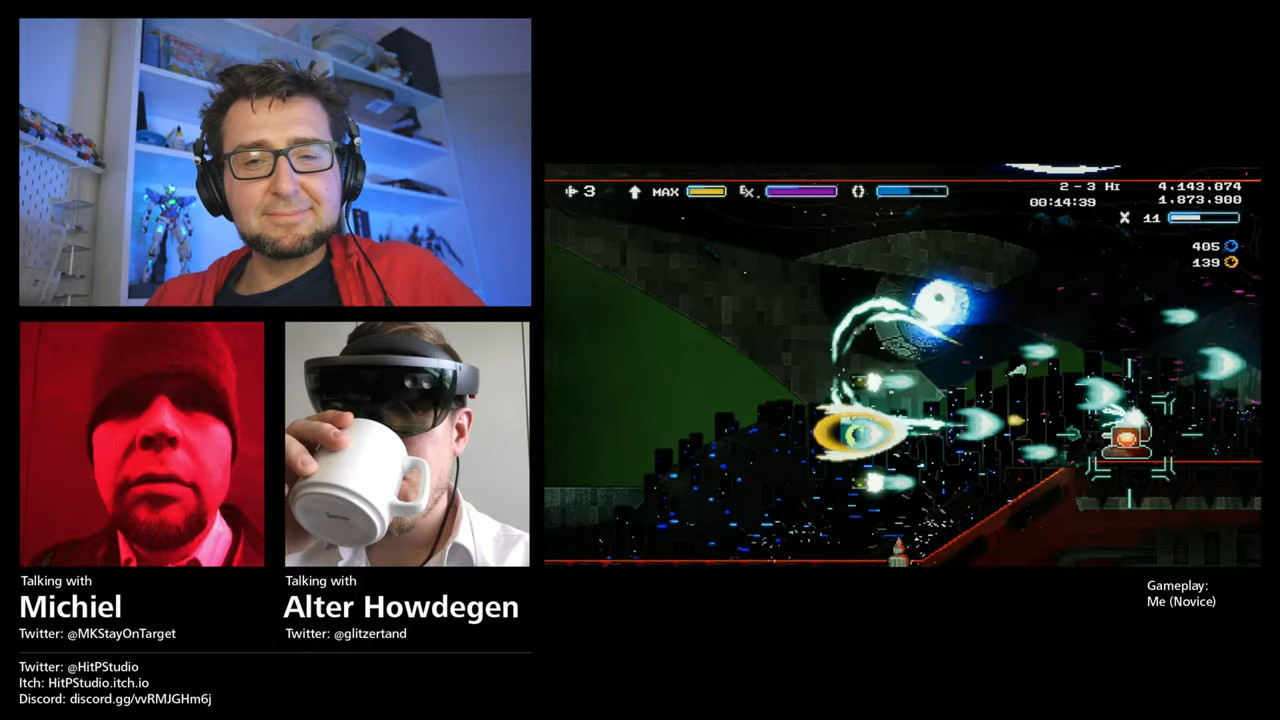 3 MAX Ex.
2 - 3 HI 4.143.074
00:14:39 1.873.900
X 11
405
139
Talking with
Michiel
Twitter: @MKStayOnTarget
Talking with
Alter Howdegen
Twitter: @glitzertand
Twitter: @HitPStudio
Itch: HitPStudio.itch.io
Discord: discord.gg/vvRMJGHm6j
Gameplay:
Me (Novice)